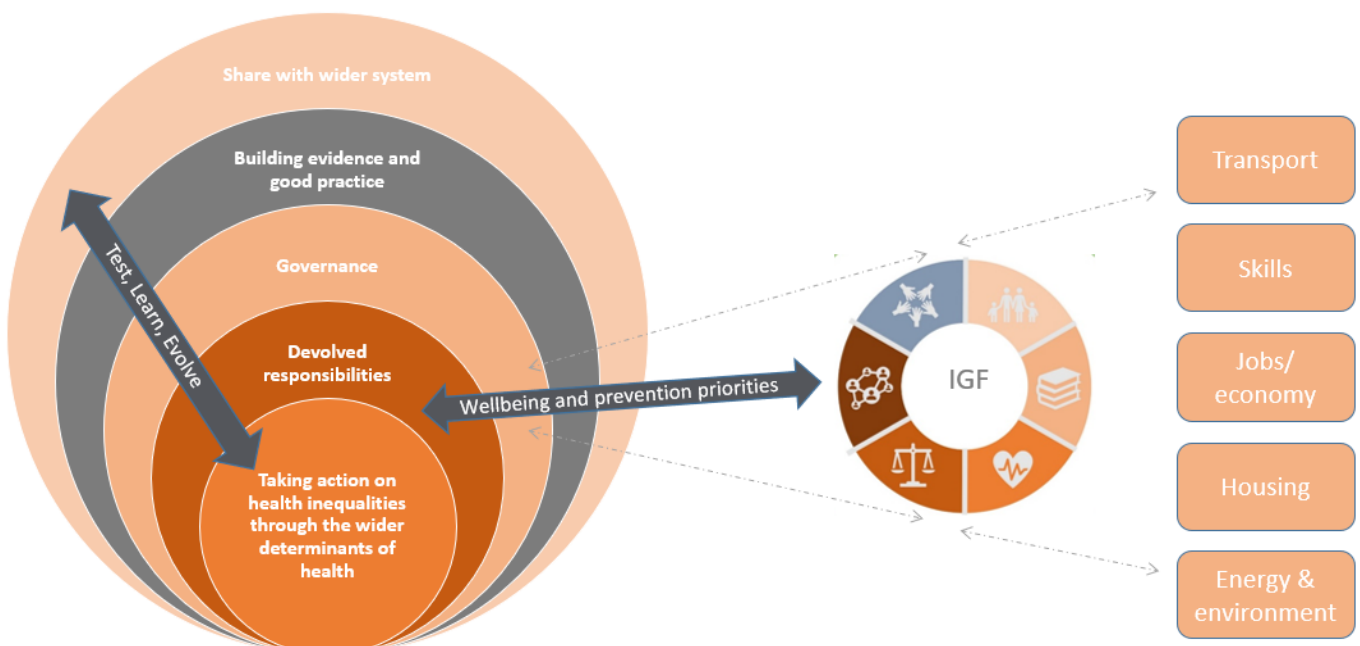 Share with wider system
Building evidence and
good practice
Governance
Devolved
responsibilities
Taking action on
health inequalities
through the wider
determinants of
health
Test, Learn, Evolve
Wellbeing and prevention priorities
IGF
Transport
Skills
Jobs/
economy
Housing
Energy &
environment